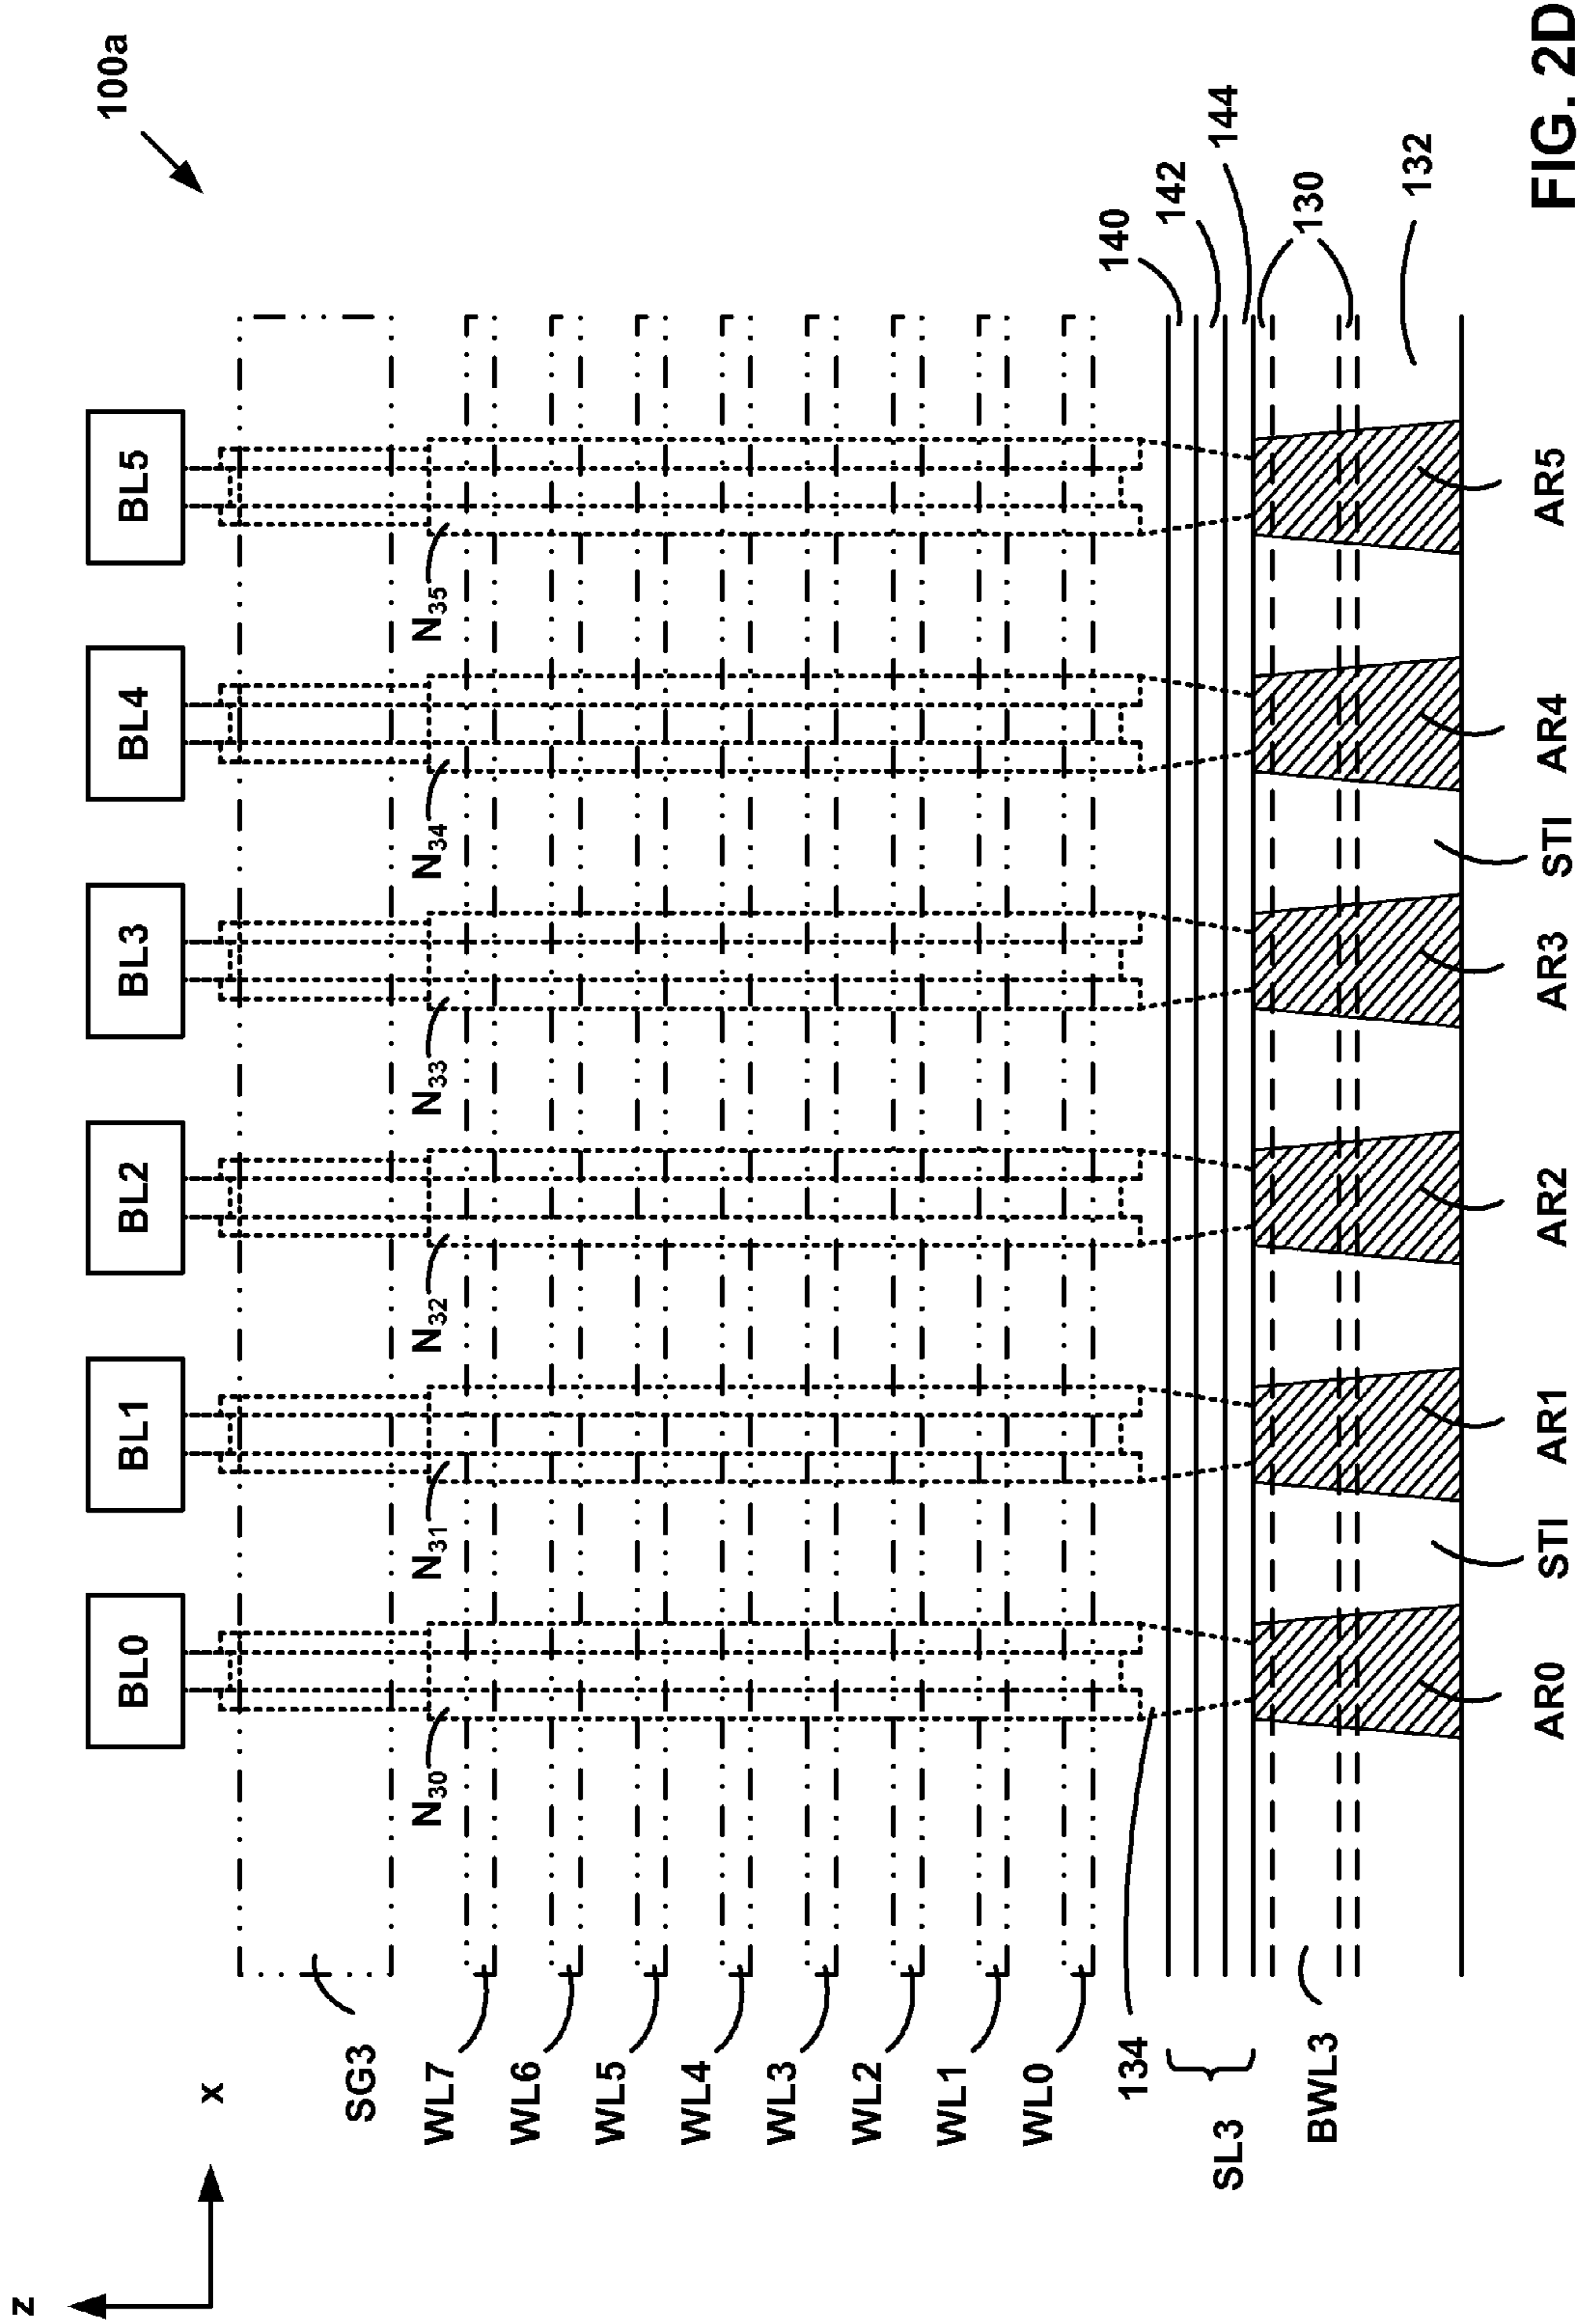 100a
z
x
BL0 BL1 BL2 BL3 BL4 BL5
SG3
N30 N31 N32 N33 N34 N35
WL7
WL6
WL5
WL4
WL3
WL2
WL1
WL0
134
140
142
144
SL3
130
BWL3
132
AR0 STI AR1 AR2 AR3 STI AR4 AR5
FIG. 2D